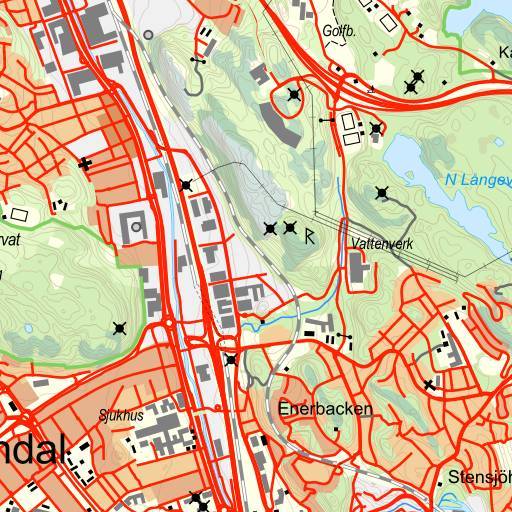 Golfb.
Ka
N Långev
rvat
Vattenverk
R
Sjukhus
Enerbacken
ndal
Stensjöh